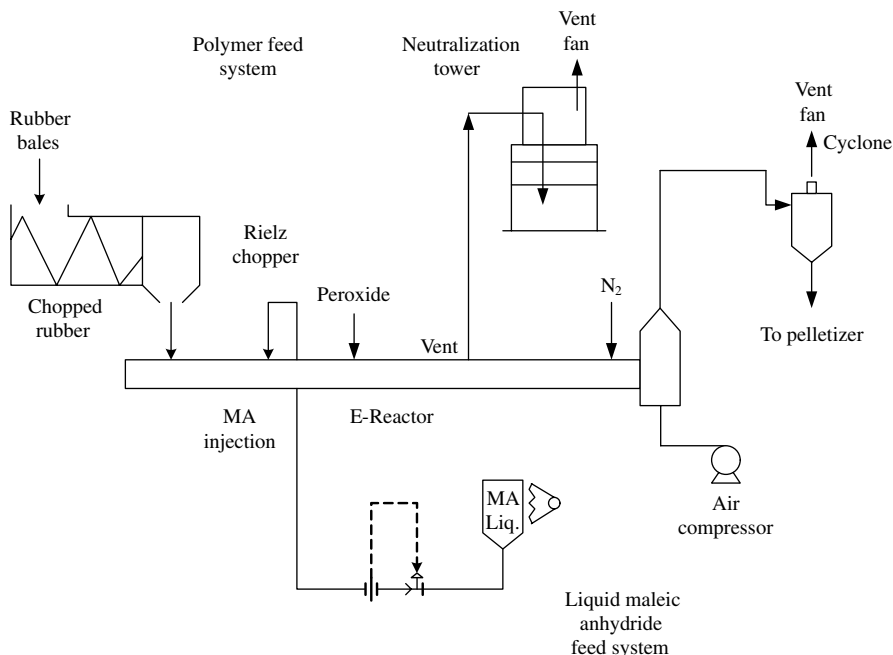 Polymer feed
system
Neutralization
tower
Vent
fan
Vent
fan
Cyclone
Rubber
bales
Rielz
chopper
Chopped
rubber
Peroxide
Vent
N2
To pelletizer
MA
injection
E-Reactor
MA
Liq.
Air
compressor
Liquid maleic
anhydride
feed system